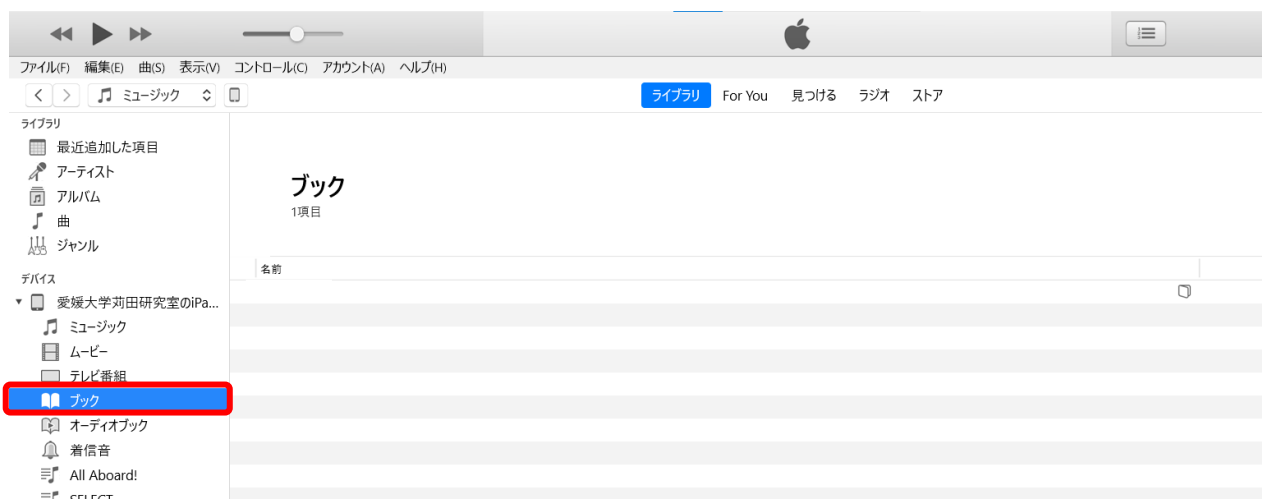 ファイル(F) 編集(E) 曲(S) 表示(V) コントロール(C) アカウント(A) ヘルプ(H)
ミュージック
ライブラリ For You 見つける ラジオ ストア
ライブラリ
最近追加した項目
アーティスト
アルバム
曲
ジャンル
デバイス
愛媛大学苅田研究室のiPa...
ミュージック
ムービー
テレビ番組
ブック
オーディオブック
着信音
All Aboard!
SELECT
ブック
1項目
名前